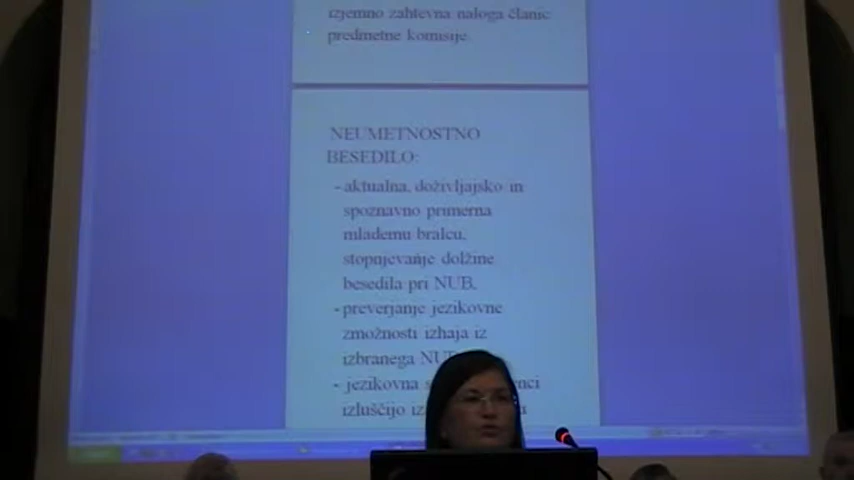 izjemno zahtevna naloga članic
predmetne komisije.
NEUMETNOSTNO
BESEDILO:
- aktualna, doživljajsko in
spoznavno primerna
mlademu bralcu,
stopnjevanje dolžine
besedila pri NUB,
- preverjanje jezikovne
zmožnosti izhaja iz
izbranega
- jezikovna
izluščijo